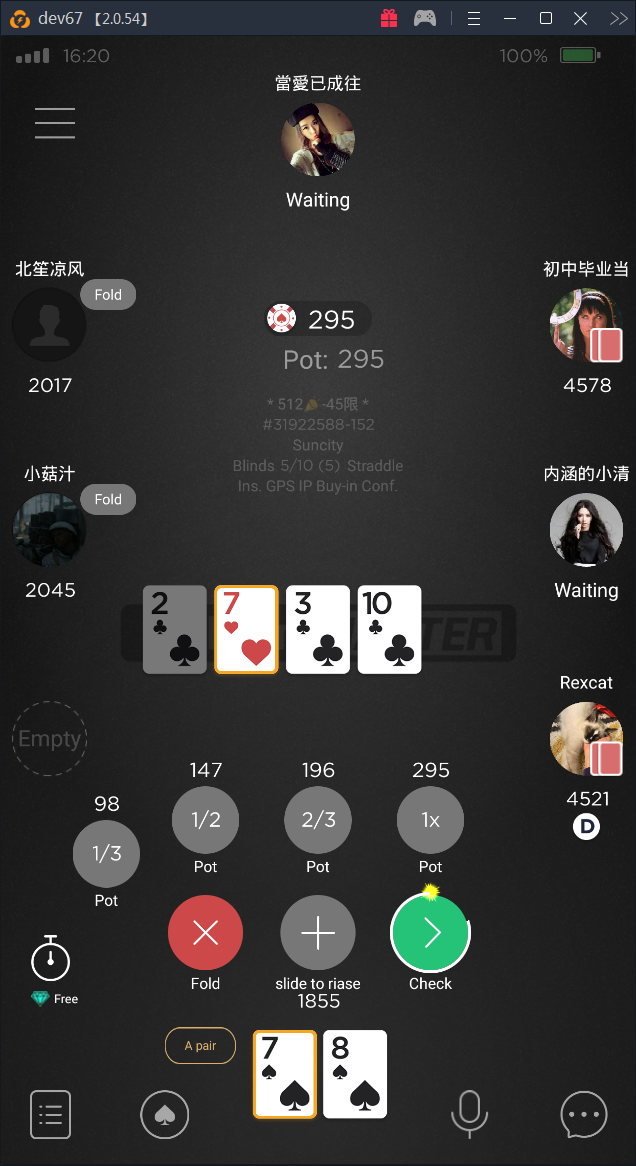 dev67 【2.0.54】
16:20
100%
當愛已成往
Waiting
北笙凉风
Fold
2017
初中毕业当
4578
295
Pot: 295
* 512 -45限 *
#31922588-152
Suncity
Blinds 5/10 (5) Straddle
Ins. GPS IP Buy-in Conf.
小菇汁
Fold
2045
内涵的小清
Waiting
2
7
3
10
TER
Rexcat
4521
D
Empty
98
1/3
Pot
147
1/2
Pot
196
2/3
Pot
295
1x
Pot
Free
Fold
slide to riase
1855
Check
A pair
7
8